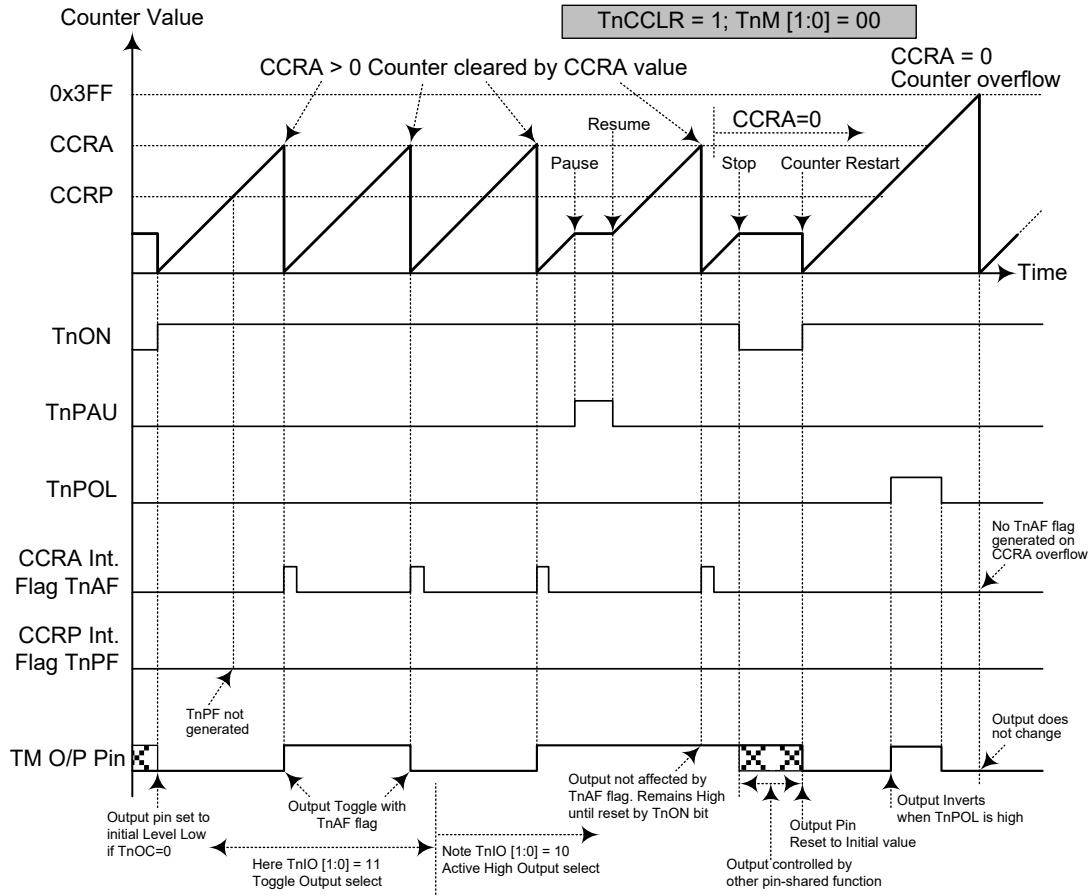 Counter Value
TnCCLR = 1; TnM [1:0] = 00
CCRA > 0 Counter cleared by CCRA value
CCRA = 0
Counter overflow
0x3FF
CCRA=0
Resume
CCRA
Pause
Stop
Counter Restart
CCRP
Time
TnON
TnPAU
TnPOL
No TnAF flag
generated on
CCRA overflow
CCRA Int.
Flag TnAF
CCRP Int.
Flag TnPF
TnPF not
generated
Output does
not change
TM O/P Pin
Output pin set to
initial Level Low
if TnOC=0
Output Toggle with
TnAF flag
Here TnIO [1:0] = 11
Toggle Output select
Note TnIO [1:0] = 10
Active High Output select
Output not affected by
TnAF flag. Remains High
until reset by TnON bit
Output controlled by
other pin-shared function
Output Pin
Reset to Initial value
Output Inverts
when TnPOL is high